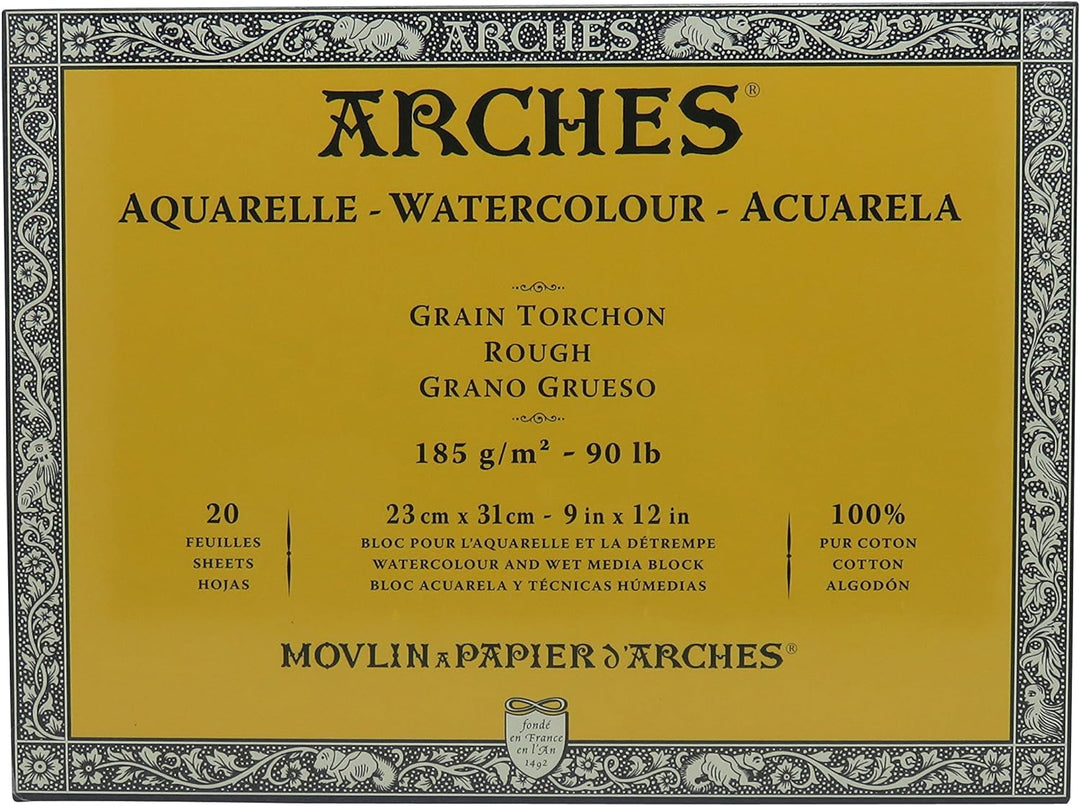 ARCHES
ARCHES®
AQUARELLE - WATERCOLOUR - ACUARELA
GRAIN TORCHON
ROUGH
GRANO GRUESO
185 g/m² - 90 lb
20
FEUILLES
SHEETS
HOJAS
23 cm x 31 cm - 9 in x 12 in
BLOC POUR L'AQUARELLE ET LA DÉTREMPE
WATERCOLOUR AND WET MEDIA BLOCK
BLOC ACUARELA Y TÉCNICAS HÚMEDIAS
100%
PUR COTON
COTTON
ALGODÓN
MOVLIN A PAPIER d'ARCHES®
fondé
en France
en l'An
1492